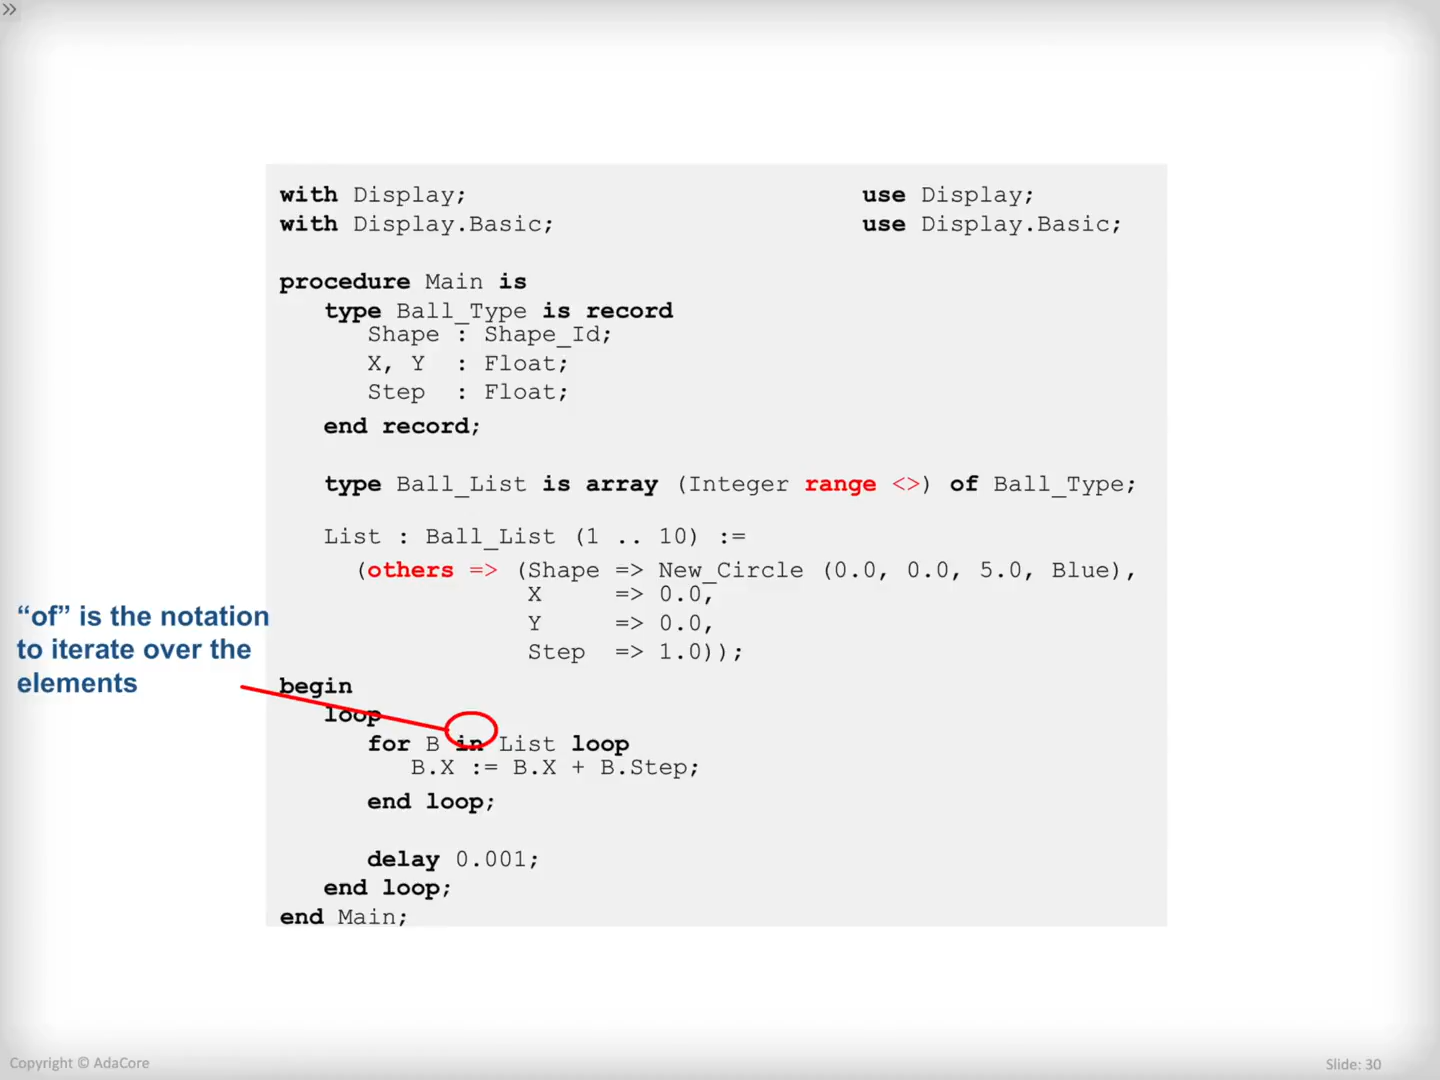 »
with Display; use Display;
with Display.Basic; use Display.Basic;
procedure Main is
type Ball_Type is record
Shape : Shape_Id;
X, Y : Float;
Step : Float;
end record;
type Ball_List is array (Integer range <>) of Ball_Type;
List : Ball_List (1 .. 10) :=
(others => (Shape => New_Circle (0.0, 0.0, 5.0, Blue),
X => 0.0,
Y => 0.0,
Step => 1.0));
“of” is the notation
to iterate over the
elements
begin
loop
for B in List loop
B.X := B.X + B.Step;
end loop;
delay 0.001;
end loop;
end Main;
Copyright © AdaCore
Slide: 30